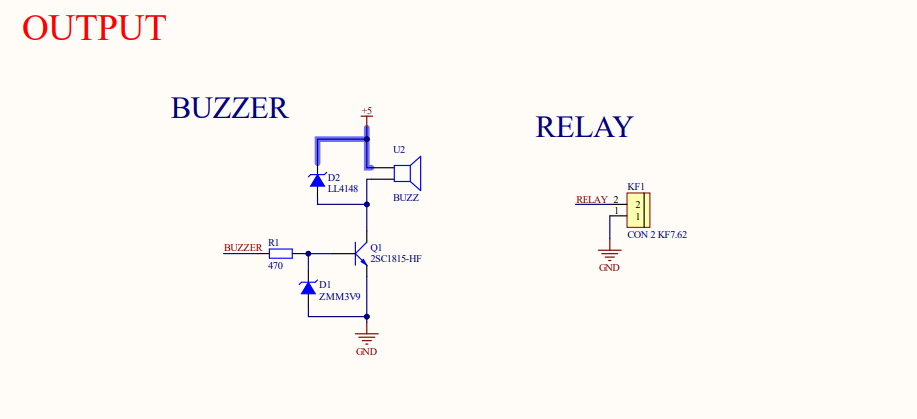 OUTPUT
BUZZER
RELAY
+5
U2
BUZZ
D2
LL4148
BUZZER
R1
470
Q1
2SC1815-HF
D1
ZMM3V9
GND
KF1
RELAY 2
1
2
1
CON 2 KF7.62
GND